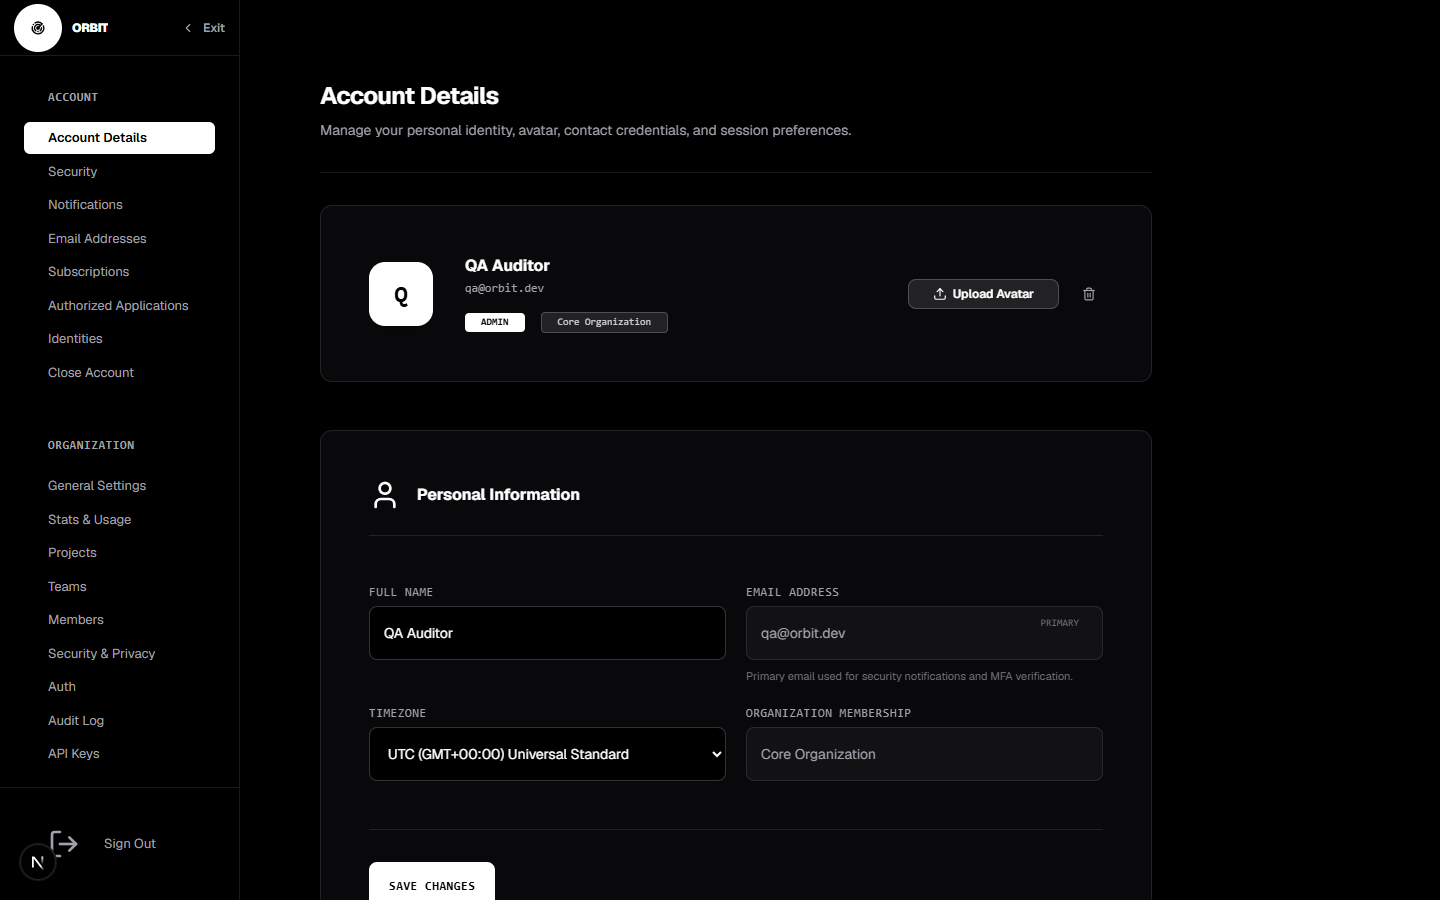 ORBIT
Exit
ACCOUNT
Account Details
Security
Notifications
Email Addresses
Subscriptions
Authorized Applications
Identities
Close Account
ORGANIZATION
General Settings
Stats & Usage
Projects
Teams
Members
Security & Privacy
Auth
Audit Log
API Keys
Sign Out
N
Account Details
Manage your personal identity, avatar, contact credentials, and session preferences.
Q
QA Auditor
qa@orbit.dev
ADMIN
Core Organization
Upload Avatar
Personal Information
FULL NAME
QA Auditor
EMAIL ADDRESS
qa@orbit.dev
PRIMARY
Primary email used for security notifications and MFA verification.
TIMEZONE
UTC (GMT+00:00) Universal Standard
ORGANIZATION MEMBERSHIP
Core Organization
SAVE CHANGES